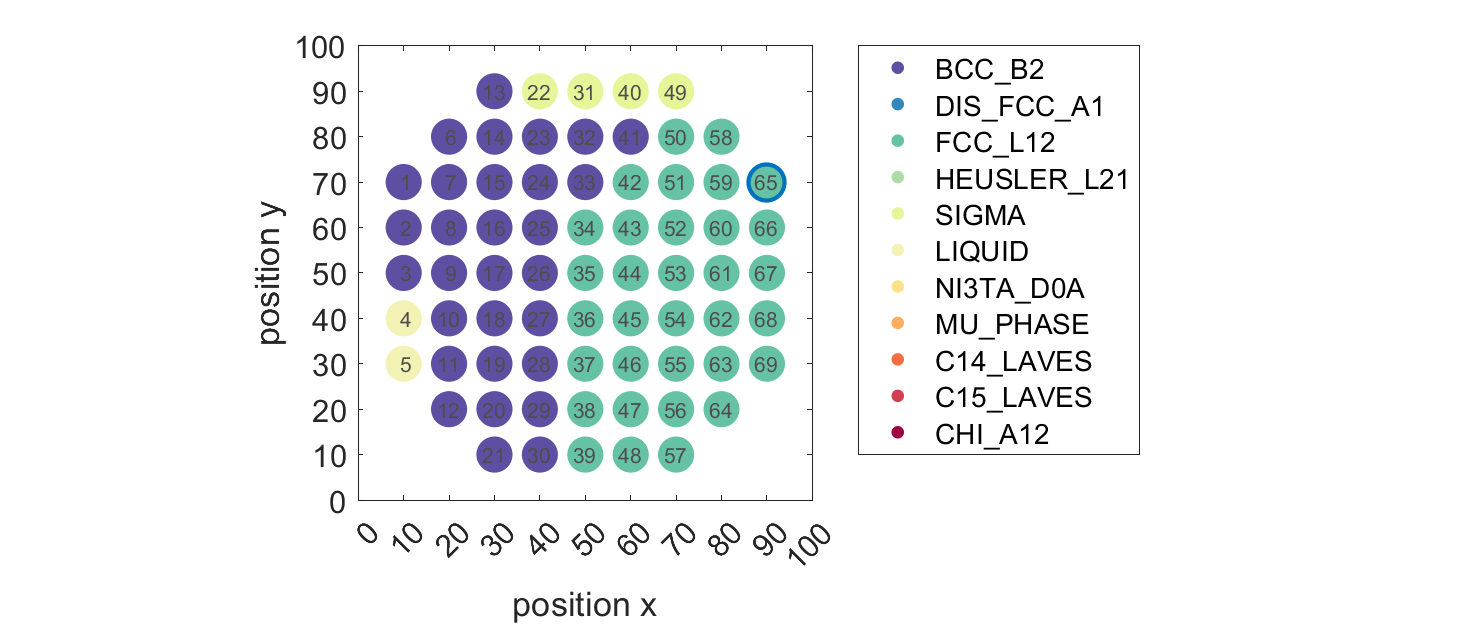 100
90
80
70
60
50
40
30
20
10
0
position y
13 22 31 40 49
6 14 23 32 41 50 58
1 7 15 24 33 42 51 59 65
2 8 16 25 34 43 52 60 66
3 9 17 26 35 44 53 61 67
4 10 18 27 36 45 54 62 68
5 11 19 28 37 46 55 63 69
12 20 29 38 47 56 64
21 30 39 48 57
0 10 20 30 40 50 60 70 80 90 100
position x
BCC_B2
DIS_FCC_A1
FCC_L12
HEUSLER_L21
SIGMA
LIQUID
NI3TA_D0A
MU_PHASE
C14_LAVES
C15_LAVES
CHI_A12